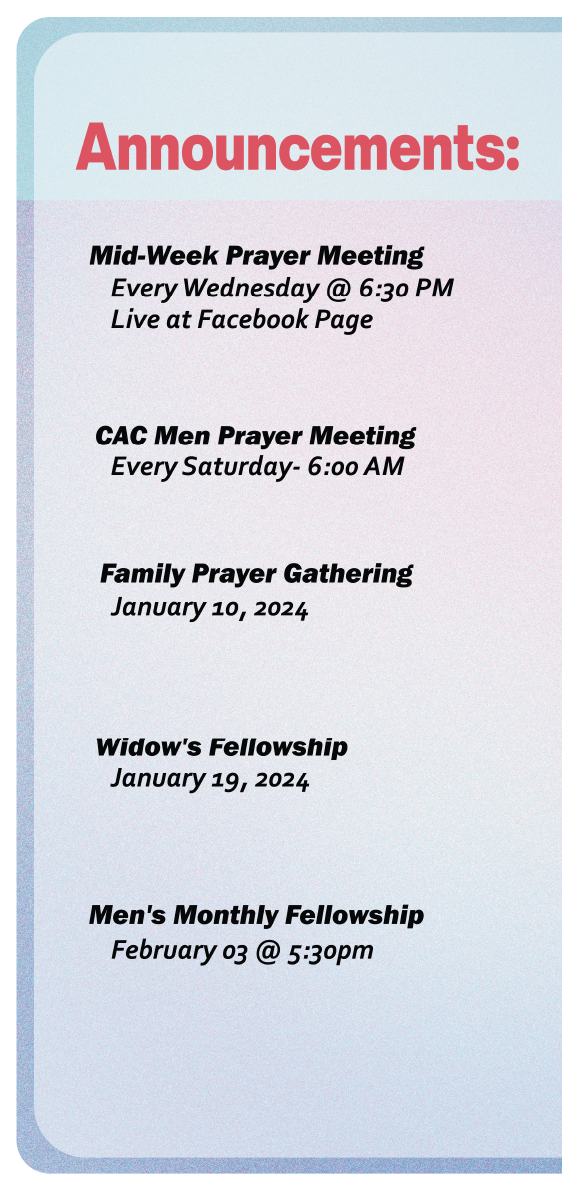 Announcements:
Mid-Week Prayer Meeting
Every Wednesday @ 6:30 PM
Live at Facebook Page
CAC Men Prayer Meeting
Every Saturday- 6:00 AM
Family Prayer Gathering
January 10, 2024
Widow's Fellowship
January 19, 2024
Men's Monthly Fellowship
February 03 @ 5:30pm